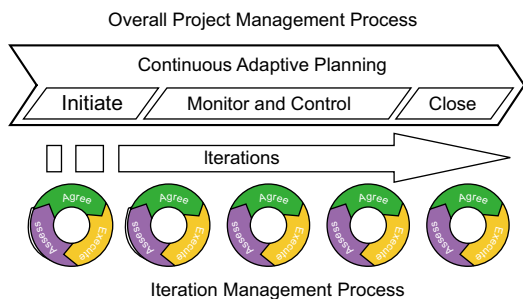 Overall Project Management Process
Continuous Adaptive Planning
Initiate
Monitor and Control
Close
Iterations
Agree
Execute
Assess
Agree
Execute
Assess
Agree
Execute
Assess
Agree
Execute
Assess
Agree
Execute
Assess
Iteration Management Process